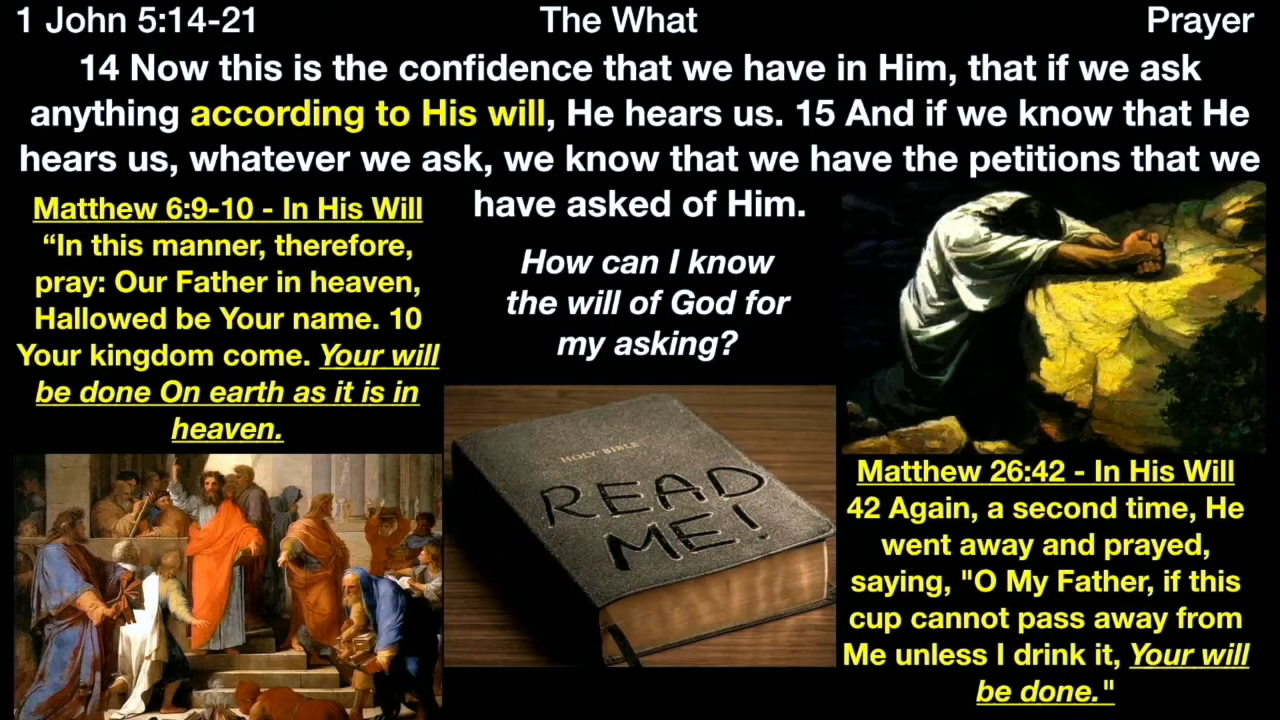 1 John 5:14-21
The What
Prayer
14 Now this is the confidence that we have in Him, that if we ask
anything according to His will, He hears us. 15 And if we know that He
hears us, whatever we ask, we know that we have the petitions that we
have asked of Him.
Matthew 6:9-10 - In His Will
“In this manner, therefore,
pray: Our Father in heaven,
Hallowed be Your name. 10
Your kingdom come. Your will
be done On earth as it is in
heaven.
How can I know
the will of God for
my asking?
HOLY BIBLE
READ
ME!
Matthew 26:42 - In His Will
42 Again, a second time, He
went away and prayed,
saying, "O My Father, if this
cup cannot pass away from
Me unless I drink it, Your will
be done."